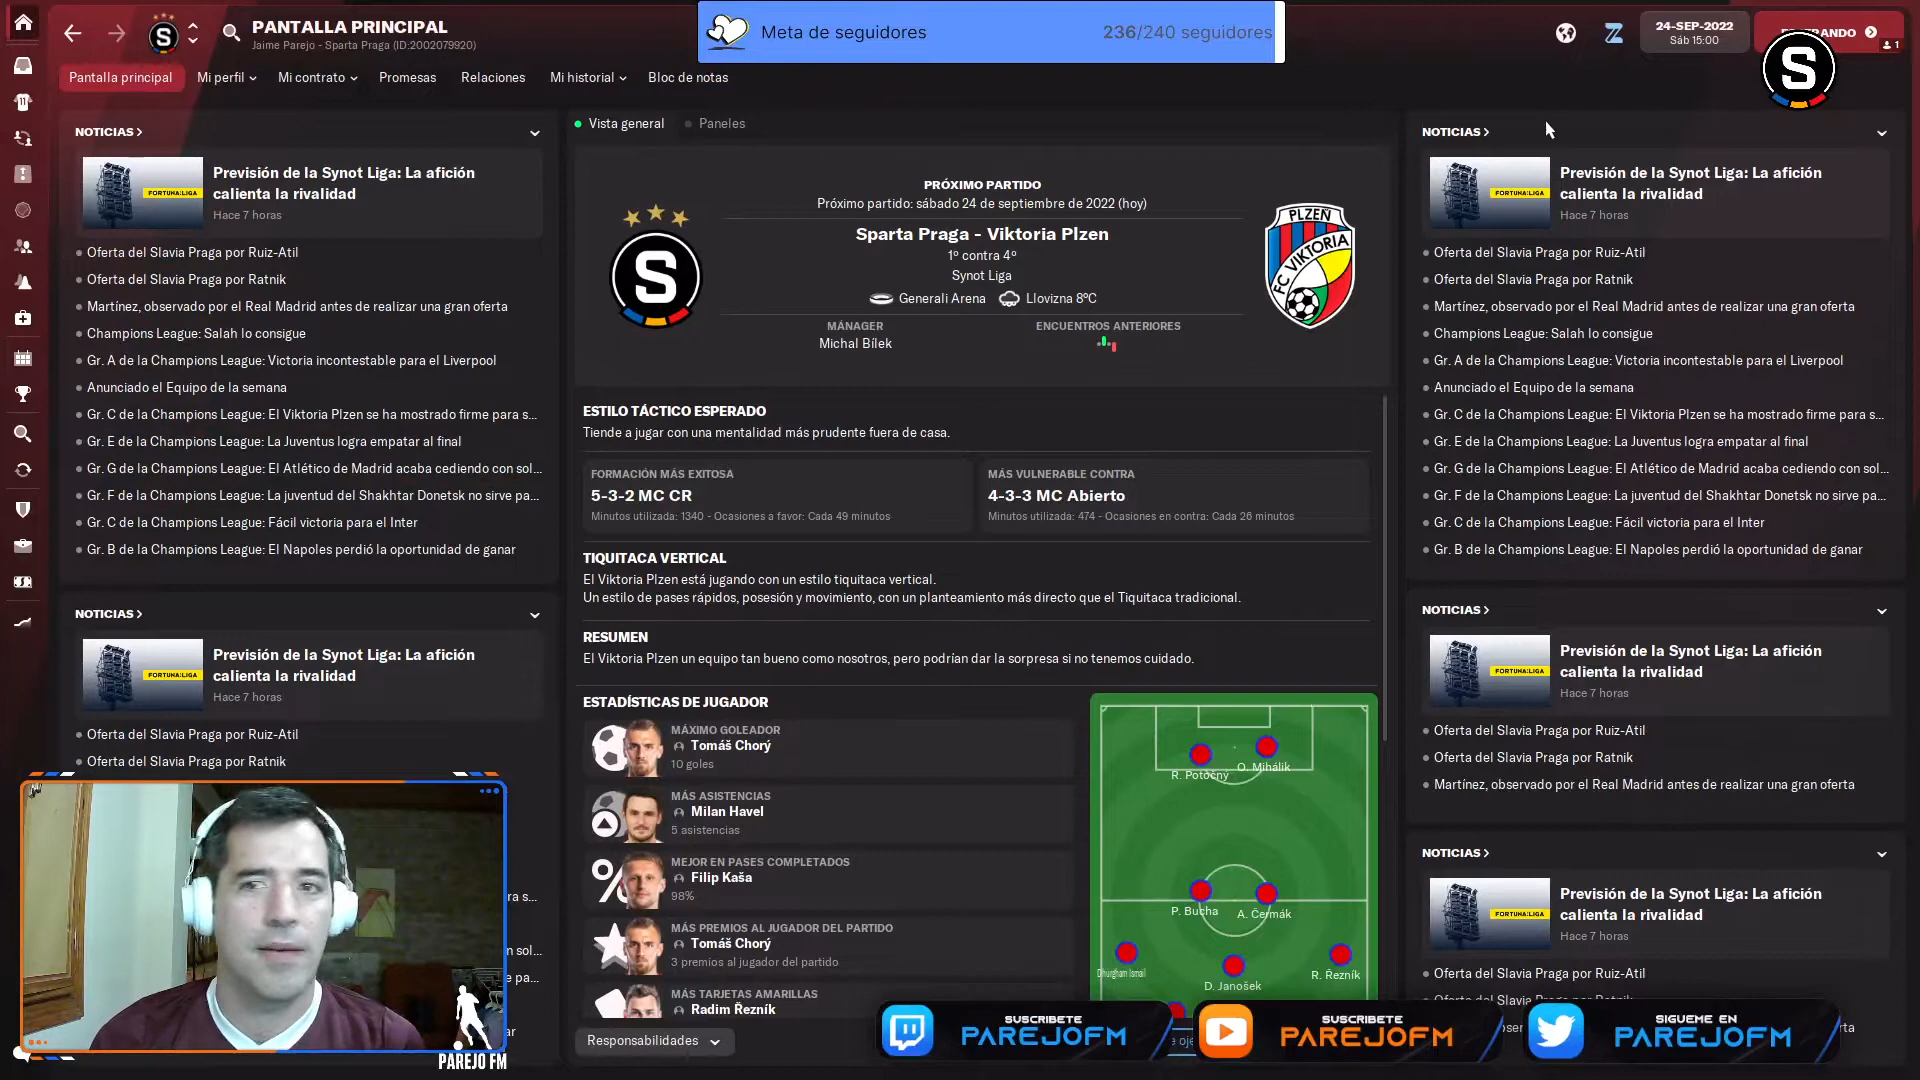 PANTALLA PRINCIPAL
Jaime Parejo - Sparta Praga (ID:2002079920)
Meta de seguidores
236/240 seguidores
24-SEP-2022
Sáb 15:00
RANDO
1
Pantalla principal
Mi perfil
Mi contrato
Promesas
Relaciones
Mi historial
Bloc de notas
NOTICIAS >
FORTUNA:LIGA
Previsión de la Synot Liga: La afición
calienta la rivalidad
Hace 7 horas
Oferta del Slavia Praga por Ruiz-Atil
Oferta del Slavia Praga por Ratnik
Martínez, observado por el Real Madrid antes de realizar una gran oferta
Champions League: Salah lo consigue
Gr. A de la Champions League: Victoria incontestable para el Liverpool
Anunciado el Equipo de la semana
Gr. C de la Champions League: El Viktoria Plzen se ha mostrado firme para s...
Gr. E de la Champions League: La Juventus logra empatar al final
Gr. G de la Champions League: El Atlético de Madrid acaba cediendo con sol...
Gr. F de la Champions League: La juventud del Shakhtar Donetsk no sirve pa...
Gr. C de la Champions League: Fácil victoria para el Inter
Gr. B de la Champions League: El Napoles perdió la oportunidad de ganar
NOTICIAS >
FORTUNA:LIGA
Previsión de la Synot Liga: La afición
calienta la rivalidad
Hace 7 horas
Oferta del Slavia Praga por Ruiz-Atil
Oferta del Slavia Praga por Ratnik
ra s...
n sol...
e pa...
ar
PAREJO FM
Vista general
Paneles
PRÓXIMO PARTIDO
Próximo partido: sábado 24 de septiembre de 2022 (hoy)
Sparta Praga - Viktoria Plzen
1º contra 4º
Synot Liga
Generali Arena
Llovizna 8ºC
MÁNAGER
Michal Bílek
ENCUENTROS ANTERIORES
S
PLZEŇ
FC VIKTORIA
ESTILO TÁCTICO ESPERADO
Tiende a jugar con una mentalidad más prudente fuera de casa.
FORMACIÓN MÁS EXITOSA
5-3-2 MC CR
Minutos utilizada: 1340 - Ocasiones a favor: Cada 49 minutos
MÁS VULNERABLE CONTRA
4-3-3 MC Abierto
Minutos utilizada: 474 - Ocasiones en contra: Cada 26 minutos
TIQUITACA VERTICAL
El Viktoria Plzen está jugando con un estilo tiquitaca vertical.
Un estilo de pases rápidos, posesión y movimiento, con un planteamiento más directo que el Tiquitaca tradicional.
RESUMEN
El Viktoria Plzen un equipo tan bueno como nosotros, pero podrían dar la sorpresa si no tenemos cuidado.
ESTADÍSTICAS DE JUGADOR
MÁXIMO GOLEADOR
Tomáš Chorý
10 goles
MÁS ASISTENCIAS
Milan Havel
5 asistencias
MEJOR EN PASES COMPLETADOS
Filip Kaša
98%
MÁS PREMIOS AL JUGADOR DEL PARTIDO
Tomáš Chorý
3 premios al jugador del partido
MÁS TARJETAS AMARILLAS
Radim Řezník
Responsabilidades
R. Potočný
O. Mihálik
P. Bucha
A. Čermák
Dhurgham Ismail
D. Janošek
R. Řezník
NOTICIAS >
FORTUNA:LIGA
Previsión de la Synot Liga: La afición
calienta la rivalidad
Hace 7 horas
Oferta del Slavia Praga por Ruiz-Atil
Oferta del Slavia Praga por Ratnik
Martínez, observado por el Real Madrid antes de realizar una gran oferta
Champions League: Salah lo consigue
Gr. A de la Champions League: Victoria incontestable para el Liverpool
Anunciado el Equipo de la semana
Gr. C de la Champions League: El Viktoria Plzen se ha mostrado firme para s...
Gr. E de la Champions League: La Juventus logra empatar al final
Gr. G de la Champions League: El Atlético de Madrid acaba cediendo con sol...
Gr. F de la Champions League: La juventud del Shakhtar Donetsk no sirve pa...
Gr. C de la Champions League: Fácil victoria para el Inter
Gr. B de la Champions League: El Napoles perdió la oportunidad de ganar
NOTICIAS >
FORTUNA:LIGA
Previsión de la Synot Liga: La afición
calienta la rivalidad
Hace 7 horas
Oferta del Slavia Praga por Ruiz-Atil
Oferta del Slavia Praga por Ratnik
Martínez, observado por el Real Madrid antes de realizar una gran oferta
NOTICIAS >
FORTUNA:LIGA
Previsión de la Synot Liga: La afición
calienta la rivalidad
Hace 7 horas
Oferta del Slavia Praga por Ruiz-Atil
SUSCRIBETE
PAREJOFM
SUSCRIBETE
PAREJOFM
SIGUEME EN
PAREJOFM